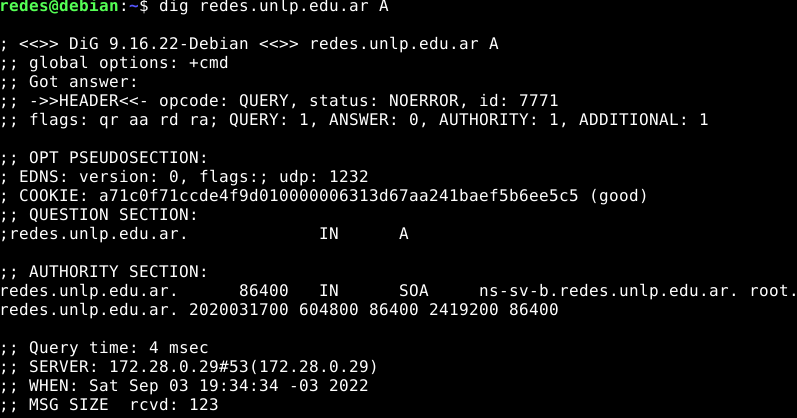 redes@debian:~$ dig redes.unlp.edu.ar A
; <<>> DiG 9.16.22-Debian <<>> redes.unlp.edu.ar A
;; global options: +cmd
;; Got answer:
;; ->>HEADER<<- opcode: QUERY, status: NOERROR, id: 7771
;; flags: qr aa rd ra; QUERY: 1, ANSWER: 0, AUTHORITY: 1, ADDITIONAL: 1
;; OPT PSEUDOSECTION:
; EDNS: version: 0, flags:; udp: 1232
; COOKIE: a71c0f71ccde4f9d010000006313d67aa241baef5b6ee5c5 (good)
;; QUESTION SECTION:
;redes.unlp.edu.ar. IN A
;; AUTHORITY SECTION:
redes.unlp.edu.ar. 86400 IN SOA ns-sv-b.redes.unlp.edu.ar. root.
redes.unlp.edu.ar. 2020031700 604800 86400 2419200 86400
;; Query time: 4 msec
;; SERVER: 172.28.0.29#53(172.28.0.29)
;; WHEN: Sat Sep 03 19:34:34 -03 2022
;; MSG SIZE rcvd: 123